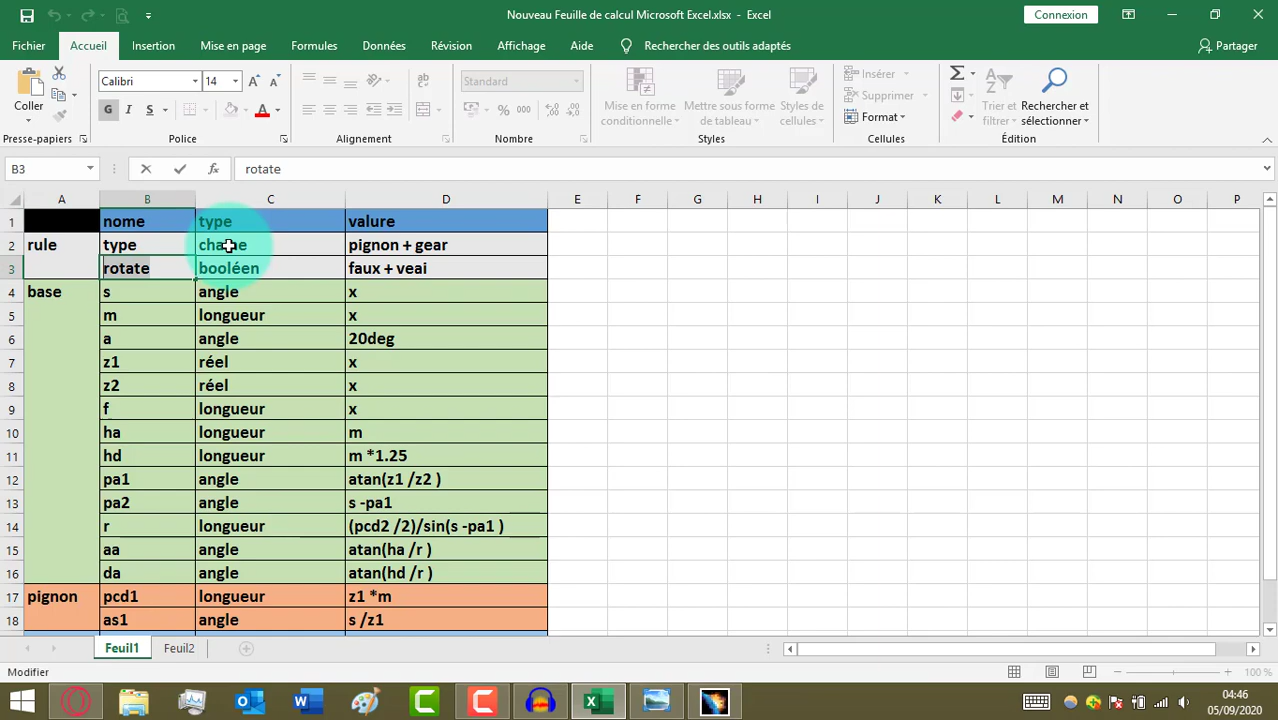 Nouveau Feuille de calcul Microsoft Excel.xlsx - Excel
Connexion
Fichier Accueil Insertion Mise en page Formules Données Révision Affichage Aide Rechercher des outils adaptés Partager
Coller
Calibri 14
G I S
Standard
Mise en forme conditionnelle
Mettre sous forme de tableau
Styles de cellules
Insérer
Supprimer
Format
Trier et filtrer
Rechercher et sélectionner
Presse-papiers Police Alignement Nombre Styles Cellules Édition
B3 fx rotate
A B C D E F G H I J K L M N O P
1 nome type valure
2 rule type pignon + gear
3 rotate booléen faux + veai
4 base s angle x
5 m longueur x
6 a angle 20deg
7 z1 réel x
8 z2 réel x
9 f longueur x
10 ha longueur m
11 hd longueur m *1.25
12 pa1 angle atan(z1 /z2 )
13 pa2 angle s -pa1
14 r longueur (pcd2 /2)/sin(s -pa1 )
15 aa angle atan(ha /r )
16 da angle atan(hd /r )
17 pignon pcd1 longueur z1 *m
18 as1 angle s /z1
Feuil1 Feuil2
Modifier
100 %
04:46
05/09/2020